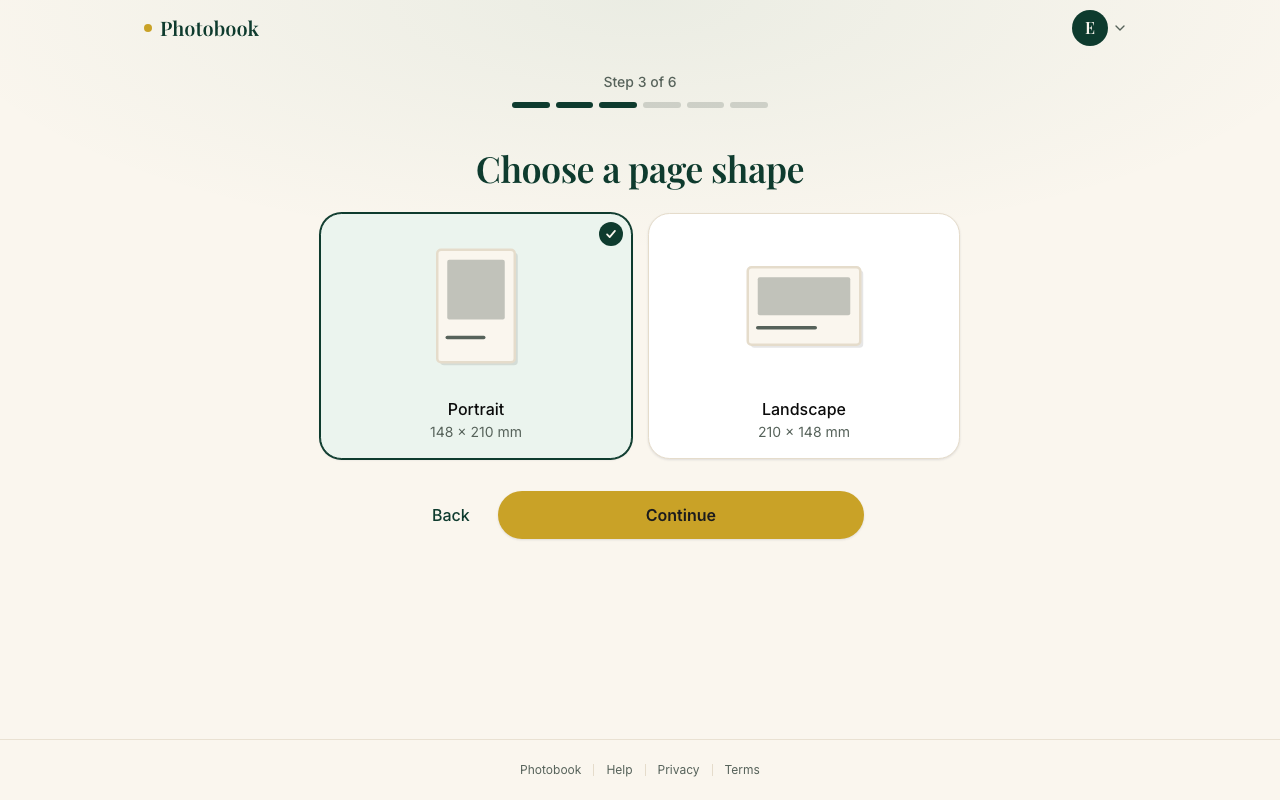 Photobook
E
Step 3 of 6
Choose a page shape
Portrait
148 × 210 mm
Landscape
210 × 148 mm
Back
Continue
Photobook
Help
Privacy
Terms